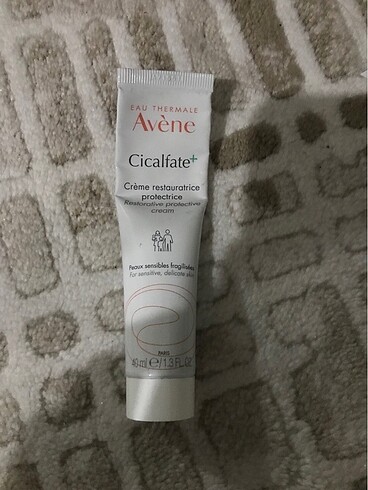 EAU THERMALE
Avène
Cicalfate+
Crème restauratrice
protectrice
Restorative protective
cream
Peaux sensibles fragilisées
For sensitive, delicate skin
PARIS
40 ml e/1.3 FL. OZ